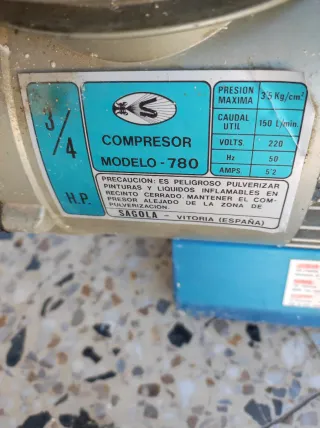 3/4
H.P.
S
COMPRESOR
MODELO - 780
PRESION MAXIMA 3,5 Kg/cm²
CAUDAL UTIL 150 L/min.
VOLTS. 220
Hz 50
AMPS 5'2
PRECAUCION: ES PELIGROSO PULVERIZAR
PINTURAS Y LIQUIDOS INFLAMABLES EN
RECINTO CERRADO. MANTENER EL COM-
PRESOR ALEJADO DE LA ZONA DE
PULVERIZACION.
SAGOLA - VITORIA (ESPAÑA)